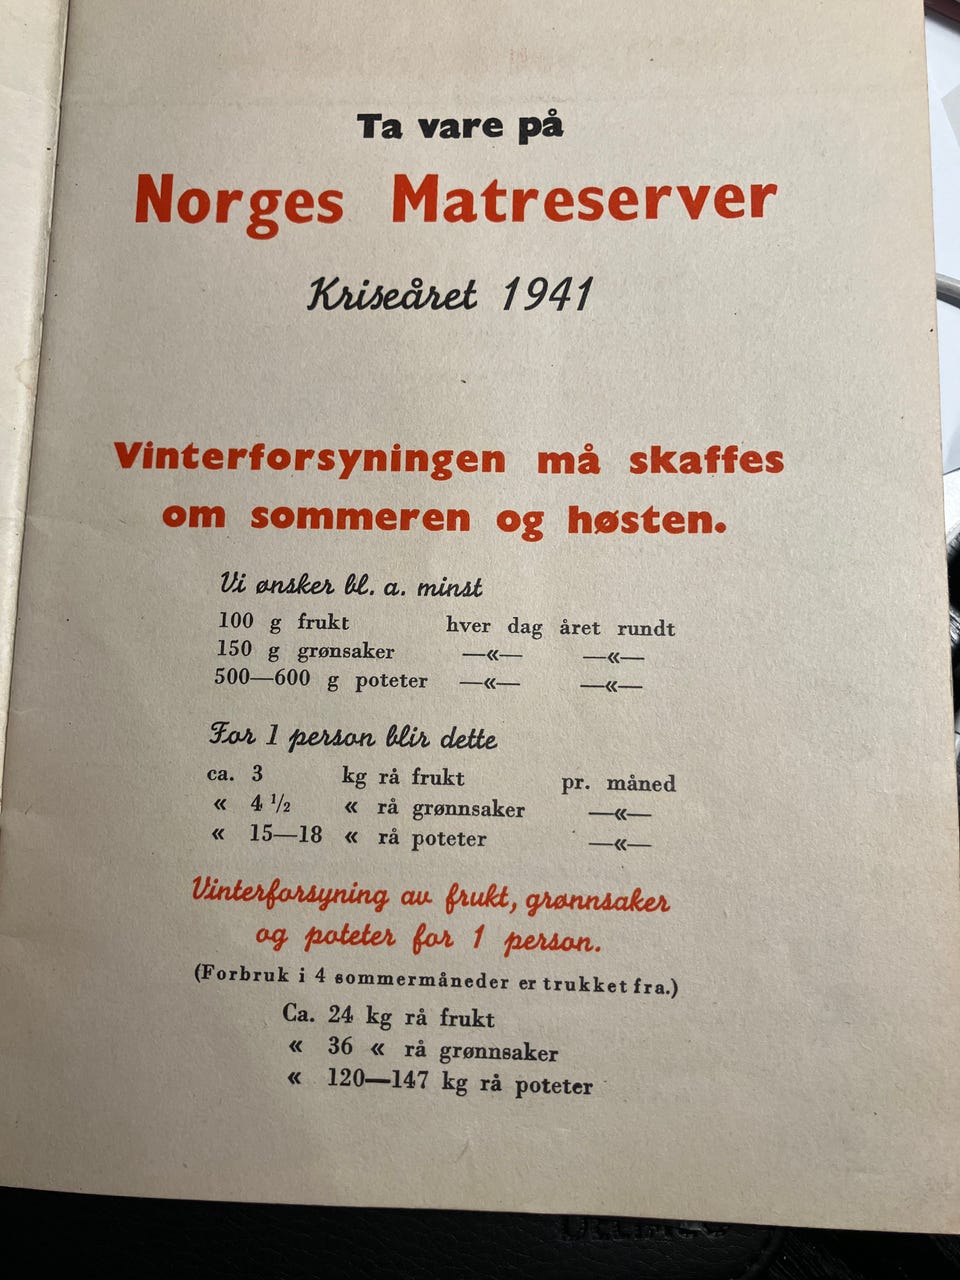 Ta vare på
Norges Matreserver
Kriseåret 1941
Vinterforsyningen må skaffes
om sommeren og høsten.
Vi ønsker bl. a. minst
100 g frukt hver dag året rundt
150 g grønsaker —«— —«—
500—600 g poteter —«— —«—
For 1 person blir dette
ca. 3 kg rå frukt pr. måned
« 4 1/2 « rå grønnsaker —«—
« 15—18 « rå poteter —«—
Vinterforsyning av frukt, grønnsaker
og poteter for 1 person.
(Forbruk i 4 sommermåneder er trukket fra.)
Ca. 24 kg rå frukt
« 36 « rå grønnsaker
« 120—147 kg rå poteter